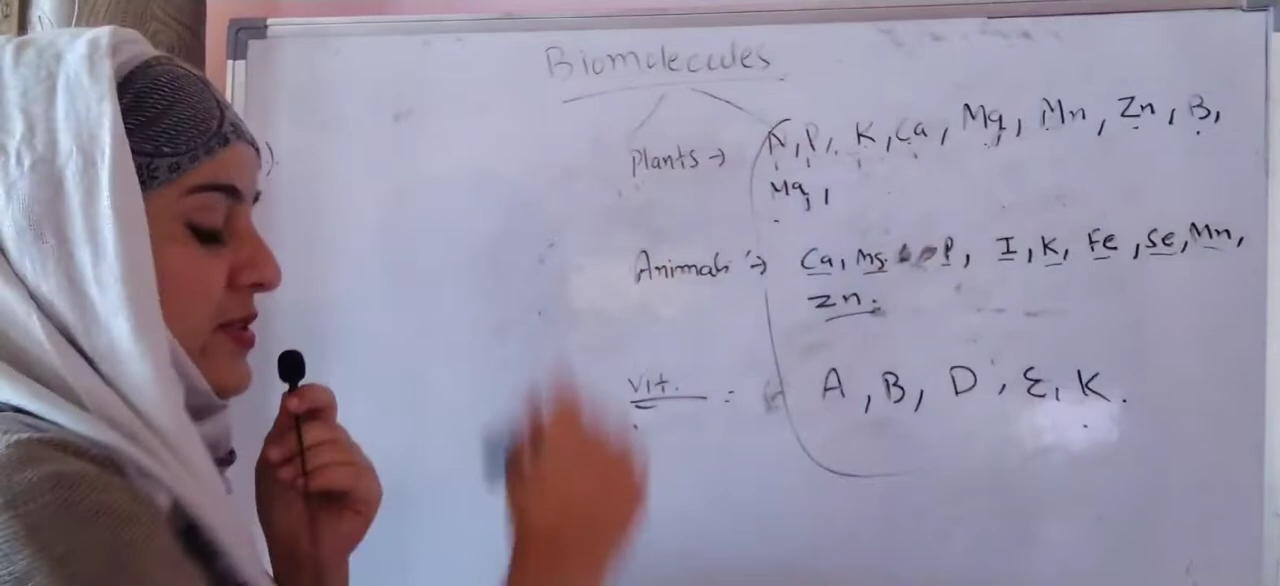 Biomolecules
Plants → N, P, K, Ca, Mg, Mn, Zn, B,
Mg,
Animals → Ca, Mg P, I, K, Fe, Se, Mn,
Zn.
Vit. = A, B, D, E, K.